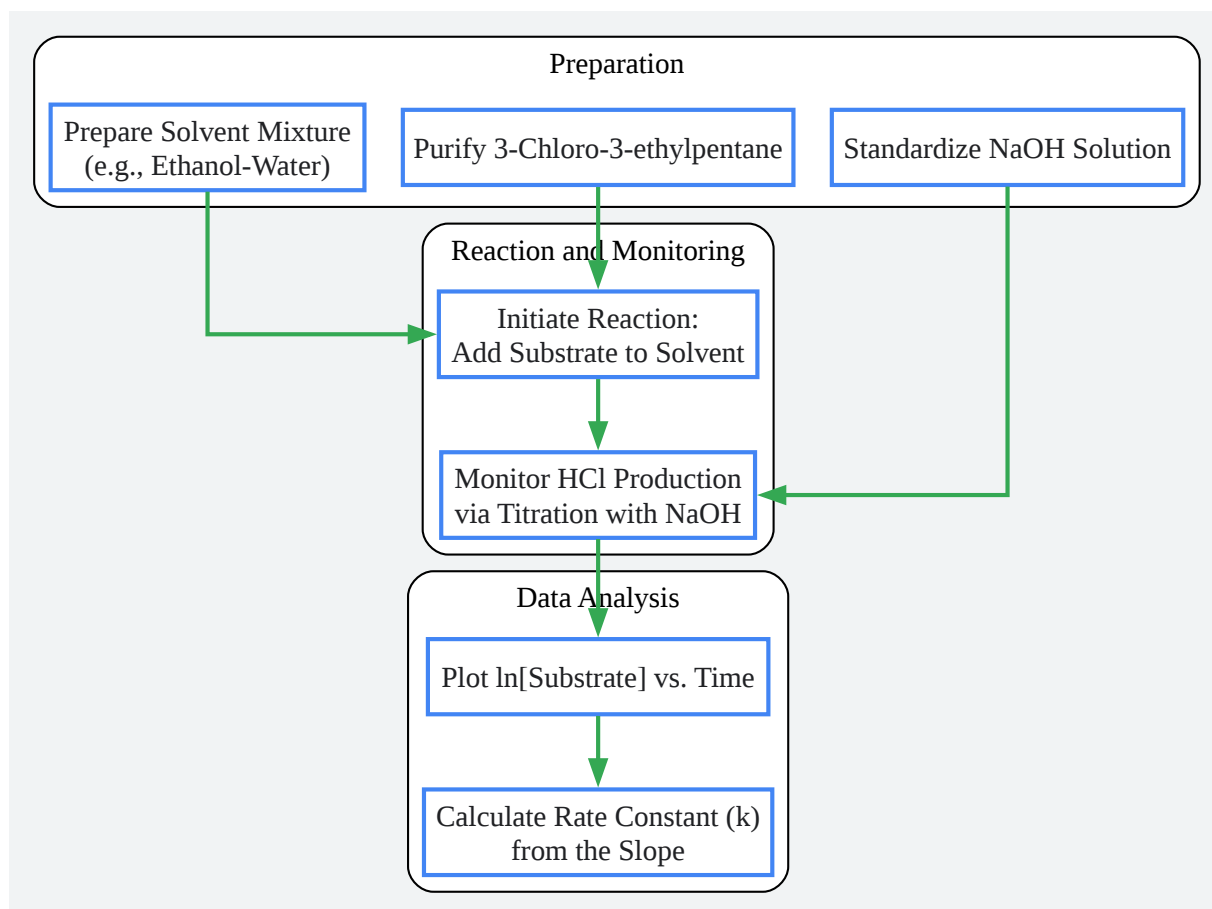 Preparation
Prepare Solvent Mixture
(e.g., Ethanol-Water)
Purify 3-Chloro-3-ethylpentane
Standardize NaOH Solution
Reaction and Monitoring
Initiate Reaction:
Add Substrate to Solvent
Monitor HCl Production
via Titration with NaOH
Data Analysis
Plot ln[Substrate] vs. Time
Calculate Rate Constant (k)
from the Slope